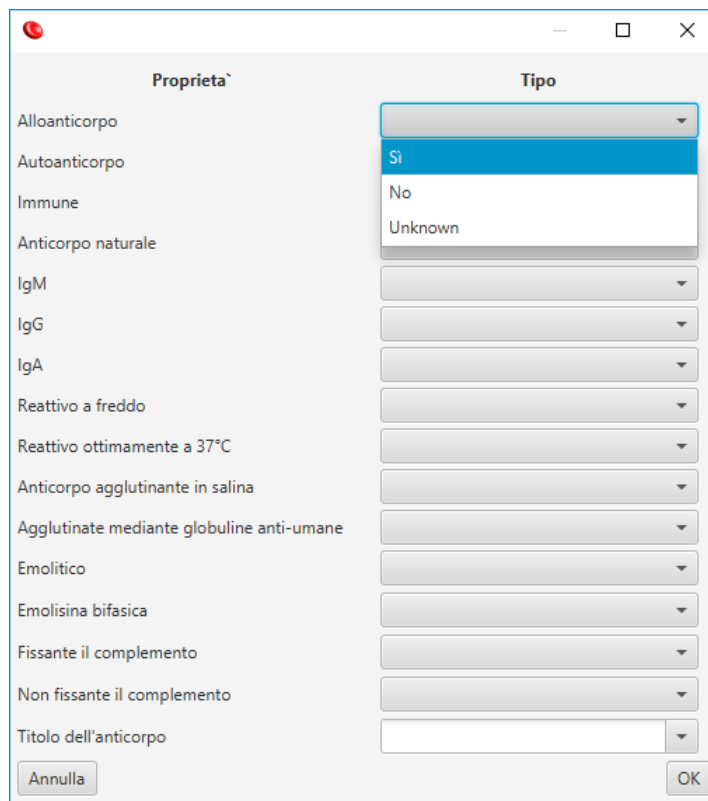 Proprieta` Tipo
Alloanticorpo
Autoanticorpo Sì
Immune No
Anticorpo naturale Unknown
IgM
IgG
IgA
Reattivo a freddo
Reattivo ottimamente a 37°C
Anticorpo agglutinante in salina
Agglutinate mediante globuline anti-umane
Emolitico
Emolisina bifasica
Fissante il complemento
Non fissante il complemento
Titolo dell'anticorpo
Annulla OK